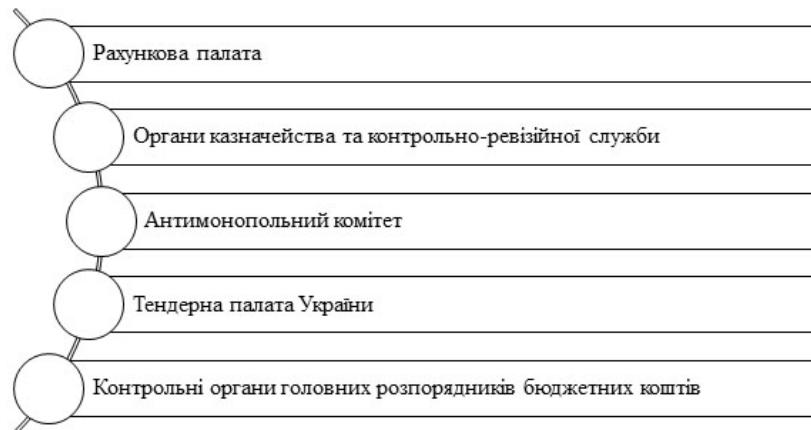 Рахункова палата
Органи казначейства та контрольно-ревізійної служби
Антимонопольний комітет
Тендерна палата України
Контрольні органи головних розпорядників бюджетних коштів